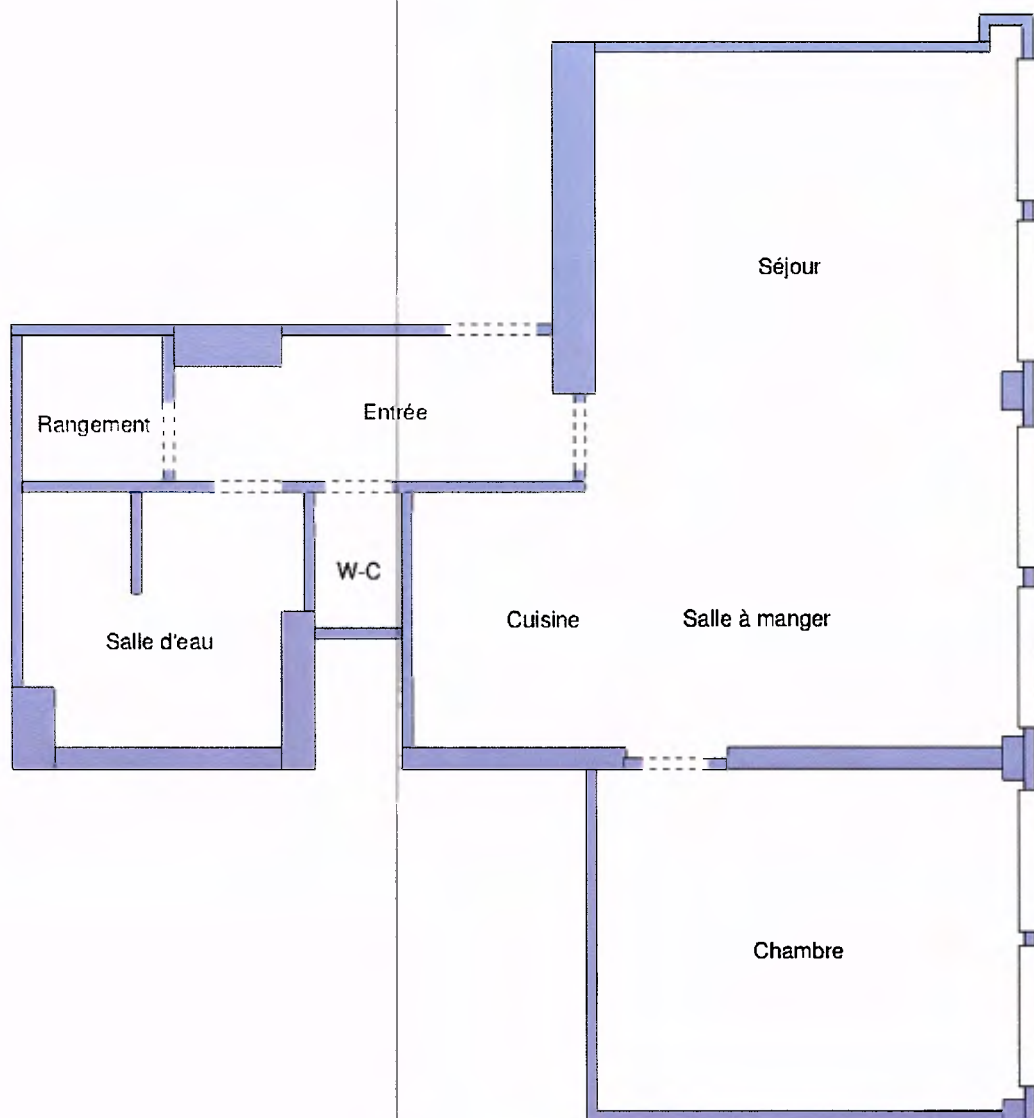 Séjour
Entrée
Rangement
W-C
Cuisine
Salle à manger
Salle d'eau
Chambre